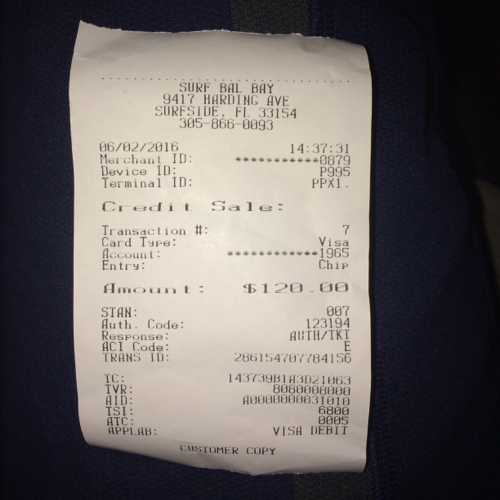 SURF BAL BAY
9417 HARDING AVE
SURFSIDE, FL 33154
305-866-0093
06/02/2016 14:37:31
Merchant ID: ************0879
Device ID: P995
Terminal ID: PPX1.
Credit Sale:
Transaction #: 7
Card Type: Visa
Account: ************1965
Entry: Chip
Amount: $120.00
STAN: 007
Auth. Code: 123194
Response: AUTH/TKT
ACI Code: E
TRANS ID: 286154707784156
TC: 143739B1A3D21063
TVR: 8080008000
AID: A0000000031010
TSI: 6800
ATC: 0005
APPLAB: VISA DEBIT
CUSTOMER COPY